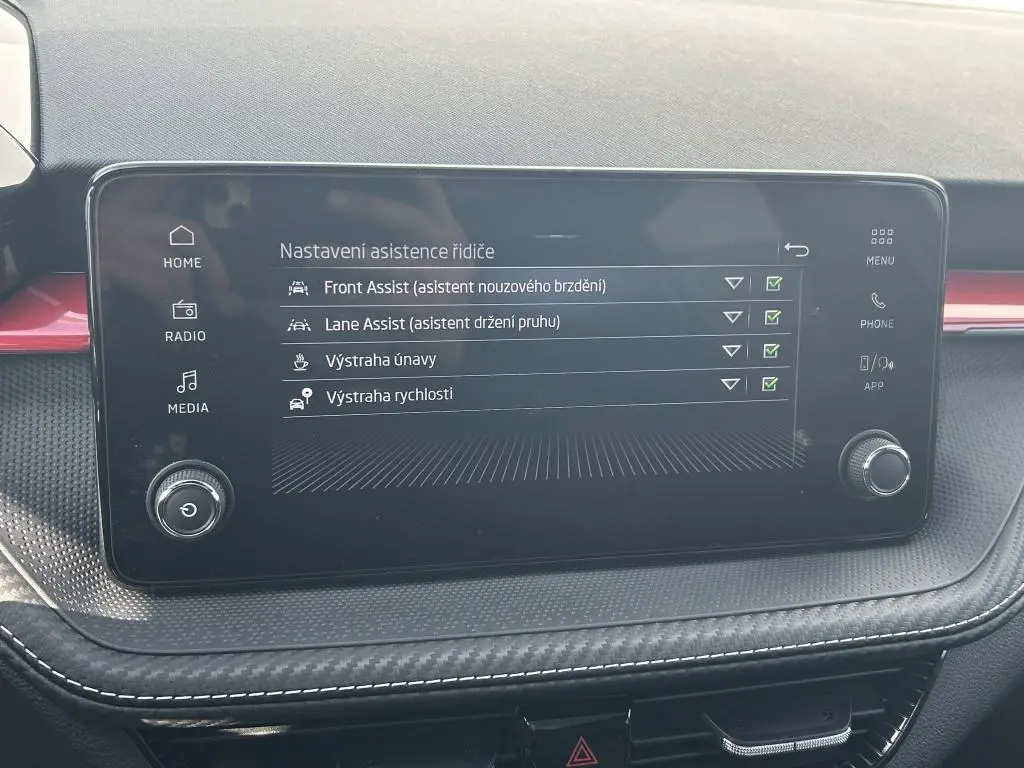 HOME
RADIO
MEDIA
Nastavení asistence řidiče
Front Assist (asistent nouzového brzdění)
Lane Assist (asistent držení pruhu)
Výstraha únavy
Výstraha rychlosti
MENU
PHONE
APP